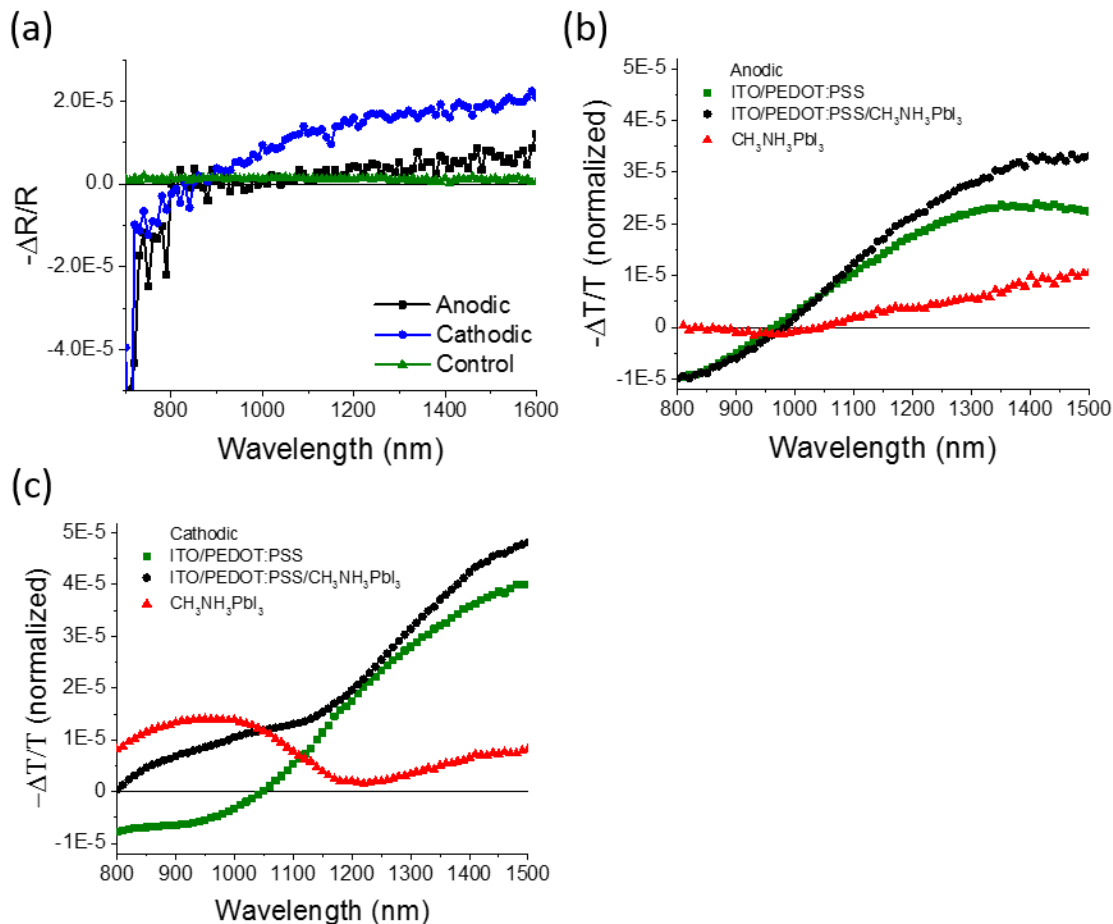 (a)
2.0E-5
0.0
-2.0E-5
-4.0E-5
-ΔR/R
Anodic
Cathodic
Control
800 1000 1200 1400 1600
Wavelength (nm)
(b)
5E-5
4E-5
3E-5
2E-5
1E-5
0
-1E-5
-ΔT/T (normalized)
Anodic
ITO/PEDOT:PSS
ITO/PEDOT:PSS/CH₃NH₃PbI₃
CH₃NH₃PbI₃
800 900 1000 1100 1200 1300 1400 1500
Wavelength (nm)
(c)
5E-5
4E-5
3E-5
2E-5
1E-5
0
-1E-5
−ΔT/T (normalized)
Cathodic
ITO/PEDOT:PSS
ITO/PEDOT:PSS/CH₃NH₃PbI₃
CH₃NH₃PbI₃
800 900 1000 1100 1200 1300 1400 1500
Wavelength (nm)